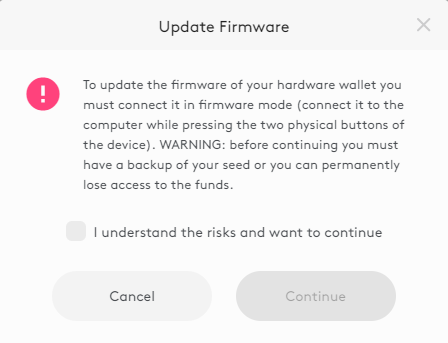 Update Firmware
To update the firmware of your hardware wallet you
must connect it in firmware mode (connect it to the
computer while pressing the two physical buttons of
the device). WARNING: before continuing you must
have a backup of your seed or you can permanently
lose access to the funds.
I understand the risks and want to continue
Cancel
Continue